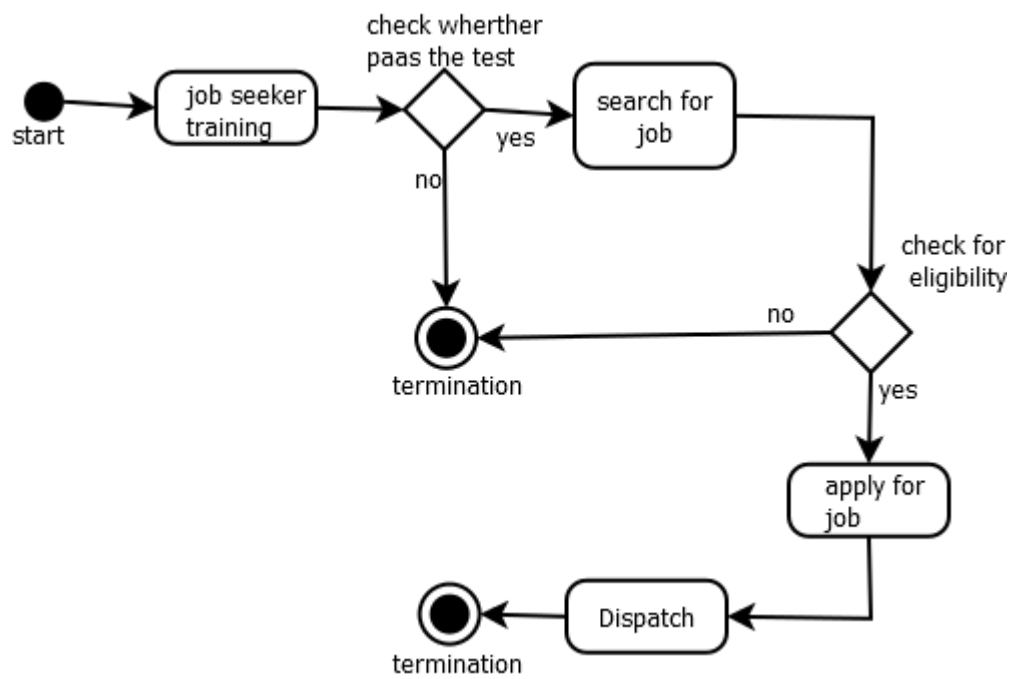 check wherther
paas the test
job seeker
training
search for
job
start
yes
no
check for
eligibility
no
termination
yes
apply for
job
Dispatch
termination